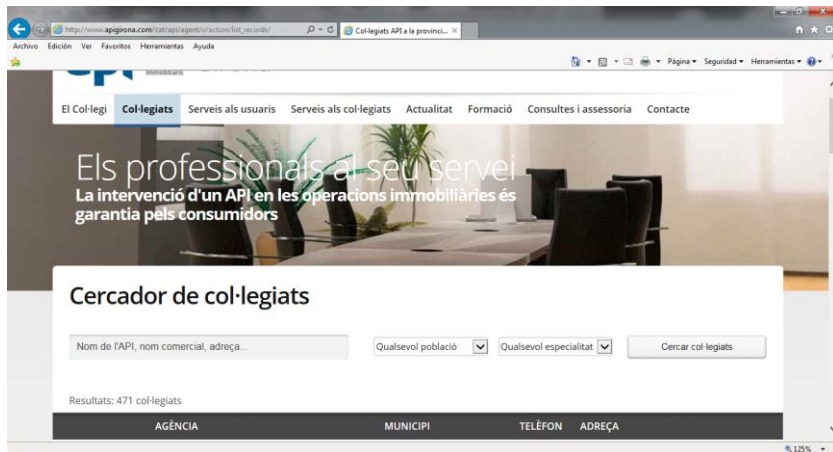 http://www.apigirona.com/cat/api/agent/v/action/list_records/
Col·legiats API a la provinci...
Archivo Edición Ver Favoritos Herramientas Ayuda
Página Seguridad Herramientas
El Col·legi Col·legiats Serveis als usuaris Serveis als col·legiats Actualitat Formació Consultes i assessoria Contacte
Els professionals al seu servei
La intervenció d'un API en les operacions immobiliàries és
garantia pels consumidors
Cercador de col·legiats
Nom de l'API, nom comercial, adreça... Qualsevol població Qualsevol especialitat Cercar col·legiats
Resultats: 471 col·legiats
AGÈNCIA MUNICIPI TELÈFON ADREÇA
125%